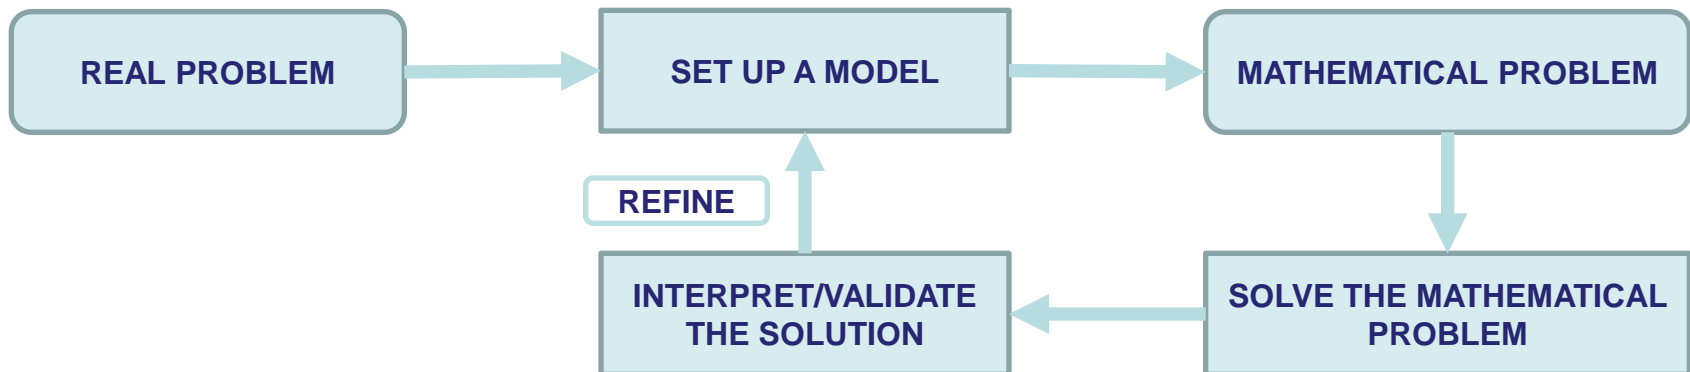 REAL PROBLEM
SET UP A MODEL
MATHEMATICAL PROBLEM
REFINE
INTERPRET/VALIDATE
THE SOLUTION
SOLVE THE MATHEMATICAL
PROBLEM